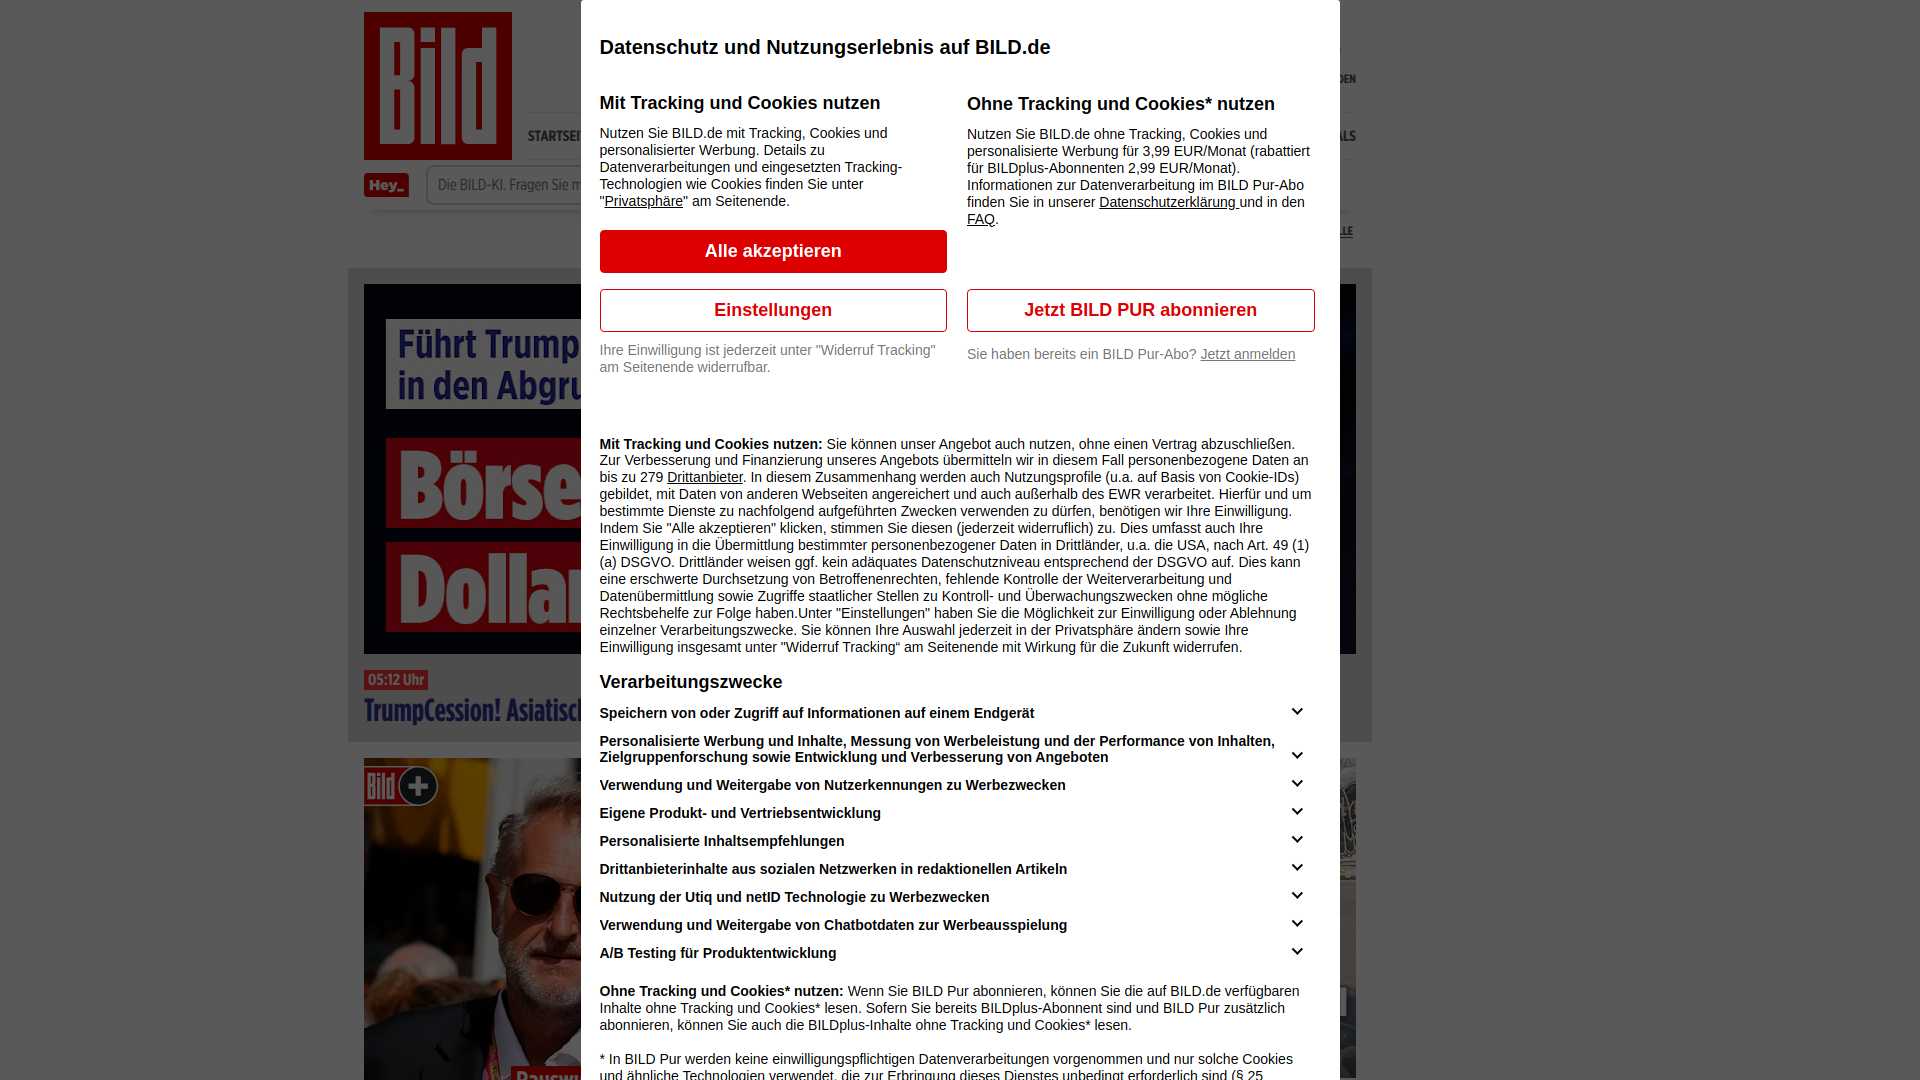 Bild
STARTSEI
Hey_
Die BILD-KI. Fragen Sie m
Führt Trump
in den Abgru
Börse
Dollar
05:12 Uhr
TrumpCession! Asiatisc
Bild +
Datenschutz und Nutzungserlebnis auf BILD.de
Mit Tracking und Cookies nutzen
Nutzen Sie BILD.de mit Tracking, Cookies und
personalisierter Werbung. Details zu
Datenverarbeitungen und eingesetzten Tracking-
Technologien wie Cookies finden Sie unter
"Privatsphäre" am Seitenende.
Alle akzeptieren
Einstellungen
Ihre Einwilligung ist jederzeit unter "Widerruf Tracking"
am Seitenende widerrufbar.
Ohne Tracking und Cookies* nutzen
Nutzen Sie BILD.de ohne Tracking, Cookies und
personalisierte Werbung für 3,99 EUR/Monat (rabattiert
für BILDplus-Abonnenten 2,99 EUR/Monat).
Informationen zur Datenverarbeitung im BILD Pur-Abo
finden Sie in unserer Datenschutzerklärung und in den
FAQ.
Jetzt BILD PUR abonnieren
Sie haben bereits ein BILD Pur-Abo? Jetzt anmelden
Mit Tracking und Cookies nutzen: Sie können unser Angebot auch nutzen, ohne einen Vertrag abzuschließen.
Zur Verbesserung und Finanzierung unseres Angebots übermitteln wir in diesem Fall personenbezogene Daten an
bis zu 279 Drittanbieter. In diesem Zusammenhang werden auch Nutzungsprofile (u.a. auf Basis von Cookie-IDs)
gebildet, mit Daten von anderen Webseiten angereichert und auch außerhalb des EWR verarbeitet. Hierfür und um
bestimmte Dienste zu nachfolgend aufgeführten Zwecken verwenden zu dürfen, benötigen wir Ihre Einwilligung.
Indem Sie "Alle akzeptieren" klicken, stimmen Sie diesen (jederzeit widerruflich) zu. Dies umfasst auch Ihre
Einwilligung in die Übermittlung bestimmter personenbezogener Daten in Drittländer, u.a. die USA, nach Art. 49 (1)
(a) DSGVO. Drittländer weisen ggf. kein adäquates Datenschutzniveau entsprechend der DSGVO auf. Dies kann
eine erschwerte Durchsetzung von Betroffenenrechten, fehlende Kontrolle der Weiterverarbeitung und
Datenübermittlung sowie Zugriffe staatlicher Stellen zu Kontroll- und Überwachungszwecken ohne mögliche
Rechtsbehelfe zur Folge haben.Unter "Einstellungen" haben Sie die Möglichkeit zur Einwilligung oder Ablehnung
einzelner Verarbeitungszwecke. Sie können Ihre Auswahl jederzeit in der Privatsphäre ändern sowie Ihre
Einwilligung insgesamt unter "Widerruf Tracking“ am Seitenende mit Wirkung für die Zukunft widerrufen.
Verarbeitungszwecke
Speichern von oder Zugriff auf Informationen auf einem Endgerät
Personalisierte Werbung und Inhalte, Messung von Werbeleistung und der Performance von Inhalten,
Zielgruppenforschung sowie Entwicklung und Verbesserung von Angeboten
Verwendung und Weitergabe von Nutzerkennungen zu Werbezwecken
Eigene Produkt- und Vertriebsentwicklung
Personalisierte Inhaltsempfehlungen
Drittanbieterinhalte aus sozialen Netzwerken in redaktionellen Artikeln
Nutzung der Utiq und netID Technologie zu Werbezwecken
Verwendung und Weitergabe von Chatbotdaten zur Werbeausspielung
A/B Testing für Produktentwicklung
Ohne Tracking und Cookies* nutzen: Wenn Sie BILD Pur abonnieren, können Sie die auf BILD.de verfügbaren
Inhalte ohne Tracking und Cookies* lesen. Sofern Sie bereits BILDplus-Abonnent sind und BILD Pur zusätzlich
abonnieren, können Sie auch die BILDplus-Inhalte ohne Tracking und Cookies* lesen.
* In BILD Pur werden keine einwilligungspflichtigen Datenverarbeitungen vorgenommen und nur solche Cookies
und ähnliche Technologien verwendet, die zur Erbringung dieses Dienstes unbedingt erforderlich sind (§ 25